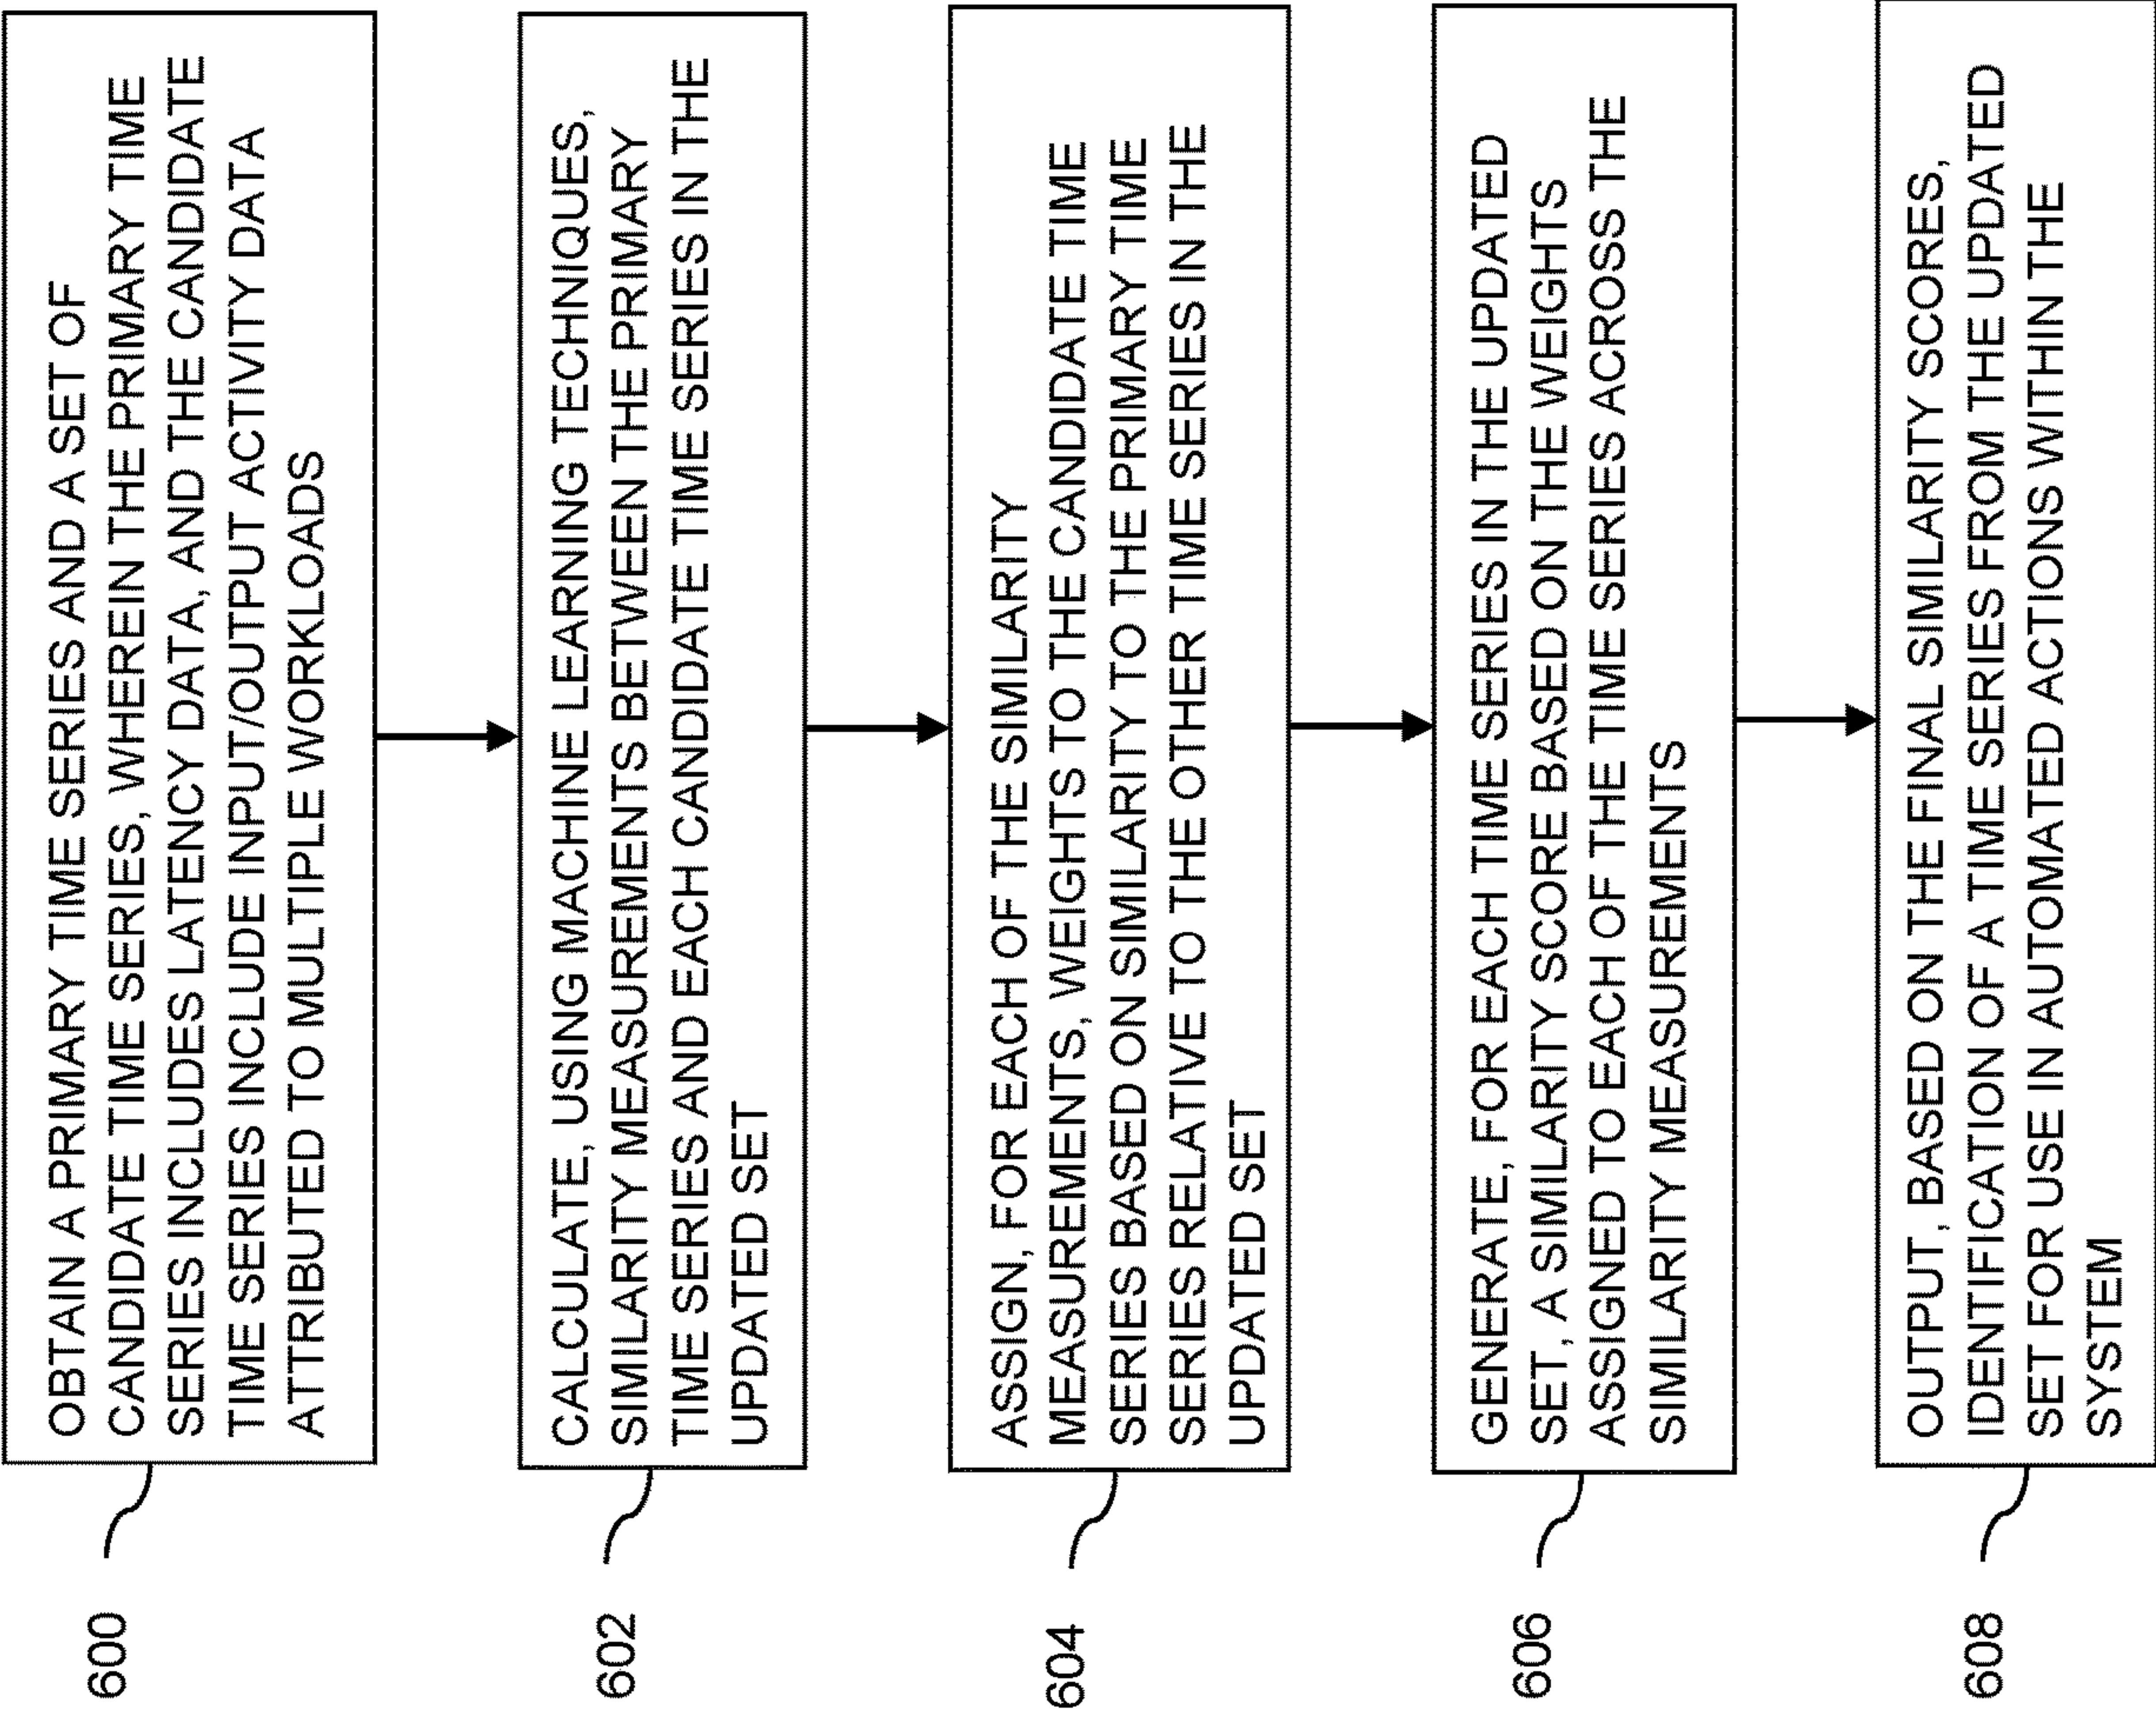 600
OBTAIN A PRIMARY TIME SERIES AND A SET OF
CANDIDATE TIME SERIES, WHEREIN THE PRIMARY TIME
SERIES INCLUDES LATENCY DATA, AND THE CANDIDATE
TIME SERIES INCLUDE INPUT/OUTPUT ACTIVITY DATA
ATTRIBUTED TO MULTIPLE WORKLOADS
602
CALCULATE, USING MACHINE LEARNING TECHNIQUES,
SIMILARITY MEASUREMENTS BETWEEN THE PRIMARY
TIME SERIES AND EACH CANDIDATE TIME SERIES IN THE
UPDATED SET
604
ASSIGN, FOR EACH OF THE SIMILARITY
MEASUREMENTS, WEIGHTS TO THE CANDIDATE TIME
SERIES BASED ON SIMILARITY TO THE PRIMARY TIME
SERIES RELATIVE TO THE OTHER TIME SERIES IN THE
UPDATED SET
606
GENERATE, FOR EACH TIME SERIES IN THE UPDATED
SET, A SIMILARITY SCORE BASED ON THE WEIGHTS
ASSIGNED TO EACH OF THE TIME SERIES ACROSS THE
SIMILARITY MEASUREMENTS
608
OUTPUT, BASED ON THE FINAL SIMILARITY SCORES,
IDENTIFICATION OF A TIME SERIES FROM THE UPDATED
SET FOR USE IN AUTOMATED ACTIONS WITHIN THE
SYSTEM